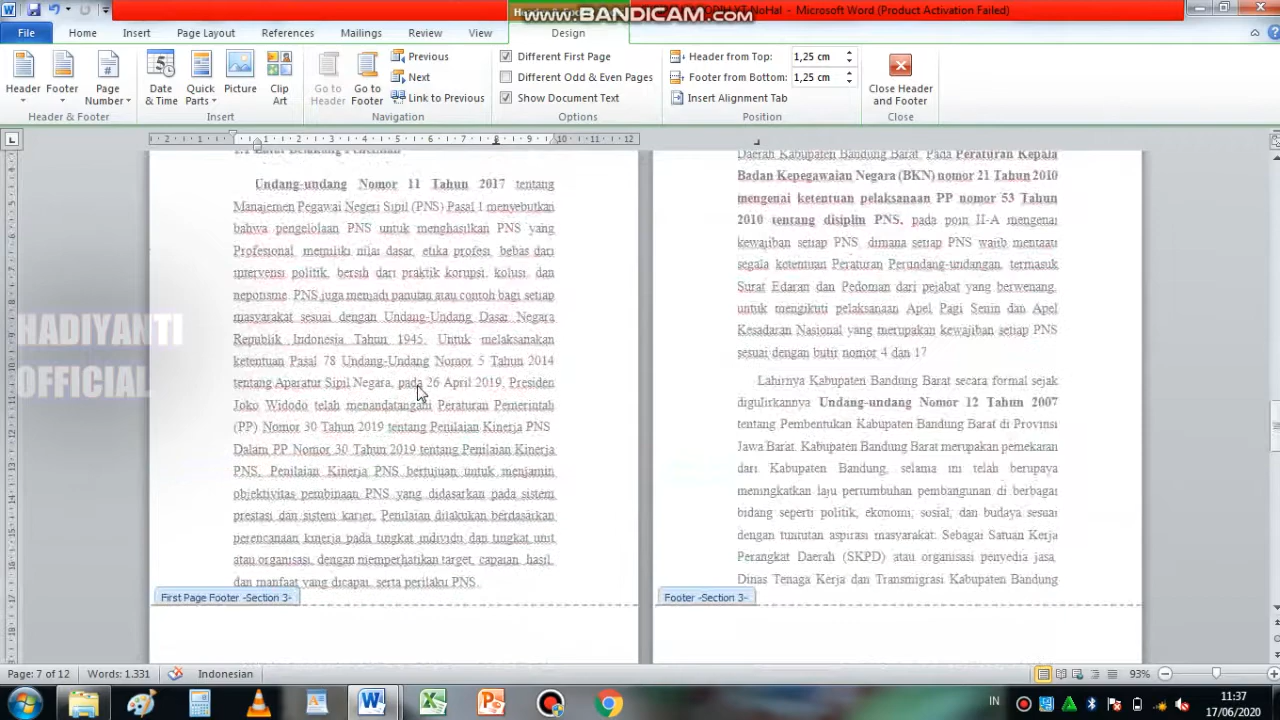 www.BANDICAM.com
NoHal - Microsoft Word (Product Activation Failed)
File Home Insert Page Layout References Mailings Review View Design
Header Footer Page Number
Header & Footer
Date & Time Quick Parts Picture Clip Art
Insert
Go to Header Go to Footer Previous Next Link to Previous
Navigation
Different First Page
Different Odd & Even Pages
Show Document Text
Options
Header from Top: 1,25 cm
Footer from Bottom: 1,25 cm
Insert Alignment Tab
Position
Close Header and Footer
Close
Undang-undang Nomor 11 Tahun 2017 tentang
Manajemen Pegawai Negeri Sipil (PNS) Pasal 1 menyebutkan
bahwa pengelolaan PNS untuk menghasilkan PNS yang
Profesional, memiliki nilai dasar, etika profesi, bebas dari
intervensi politik, bersih dari praktik korupsi, kolusi, dan
nepotisme. PNS juga menjadi panutan atau contoh bagi setiap
masyarakat sesuai dengan Undang-Undang Dasar Negara
Republik Indonesia Tahun 1945. Untuk melaksanakan
ketentuan Pasal 78 Undang-Undang Nomor 5 Tahun 2014
tentang Aparatur Sipil Negara, pada 26 April 2019, Presiden
Joko Widodo telah menandatangani Peraturan Pemerintah
(PP) Nomor 30 Tahun 2019 tentang Penilaian Kinerja PNS
Dalam PP Nomor 30 Tahun 2019 tentang Penilaian Kinerja
PNS, Penilaian Kinerja PNS bertujuan untuk menjamin
objektivitas pembinaan PNS yang didasarkan pada sistem
prestasi dan sistem karier. Penilaian dilakukan berdasarkan
perencanaan kinerja pada tingkat individu dan tingkat unit
atau organisasi, dengan memperhatikan target, capaian, hasil,
dan manfaat yang dicapai, serta perilaku PNS.
First Page Footer -Section 3-
Daerah Kabupaten Bandung Barat. Pada Peraturan Kepala
Badan Kepegawaian Negara (BKN) nomor 21 Tahun 2010
mengenai ketentuan pelaksanaan PP nomor 53 Tahun
2010 tentang disiplin PNS, pada poin II-A mengenai
kewajiban setiap PNS, dimana setiap PNS wajib mentaati
segala ketentuan Peraturan Perundang-undangan, termasuk
Surat Edaran dan Pedoman dari pejabat yang berwenang,
untuk mengikuti pelaksanaan Apel Pagi Senin dan Apel
Kesadaran Nasional yang merupakan kewajiban setiap PNS
sesuai dengan butir nomor 4 dan 17
Lahirnya Kabupaten Bandung Barat secara formal sejak
digulirkannya Undang-undang Nomor 12 Tahun 2007
tentang Pembentukan Kabupaten Bandung Barat di Provinsi
Jawa Barat. Kabupaten Bandung Barat merupakan pemekaran
dari Kabupaten Bandung, selama ini telah berupaya
meningkatkan laju pertumbuhan pembangunan di berbagai
bidang seperti politik, ekonomi, sosial, dan budaya sesuai
dengan tuntutan aspirasi masyarakat. Sebagai Satuan Kerja
Perangkat Daerah (SKPD) atau organisasi penyedia jasa,
Dinas Tenaga Kerja dan Transmigrasi Kabupaten Bandung
Footer -Section 3-
HADIYANTI
OFFICIAL
Page: 7 of 12 Words: 1.331 Indonesian 93%
IN 11:37
17/06/2020